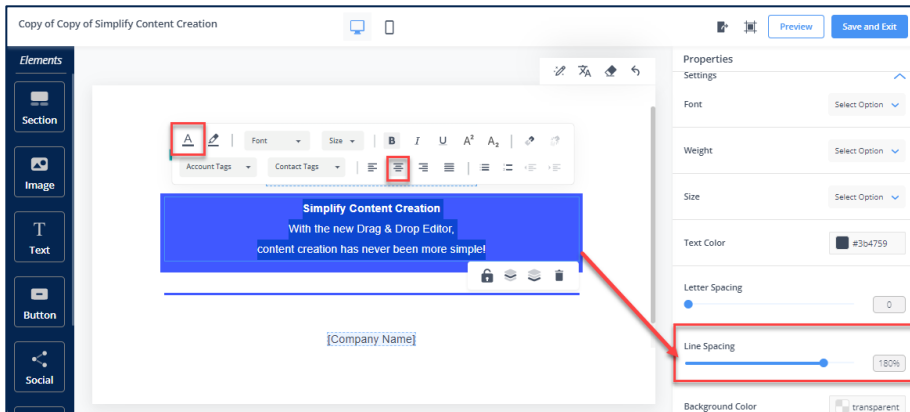 Copy of Copy of Simplify Content Creation
Preview
Save and Exit
Elements
Section
Image
Text
Button
Social
A
Font
Size
B
I
U
A²
A₂
Account Tags
Contact Tags
Simplify Content Creation
With the new Drag & Drop Editor,
content creation has never been more simple!
[Company Name]
Properties
Settings
Font
Select Option
Weight
Select Option
Size
Select Option
Text Color
#3b4759
Letter Spacing
0
Line Spacing
180%
Background Color
transparent